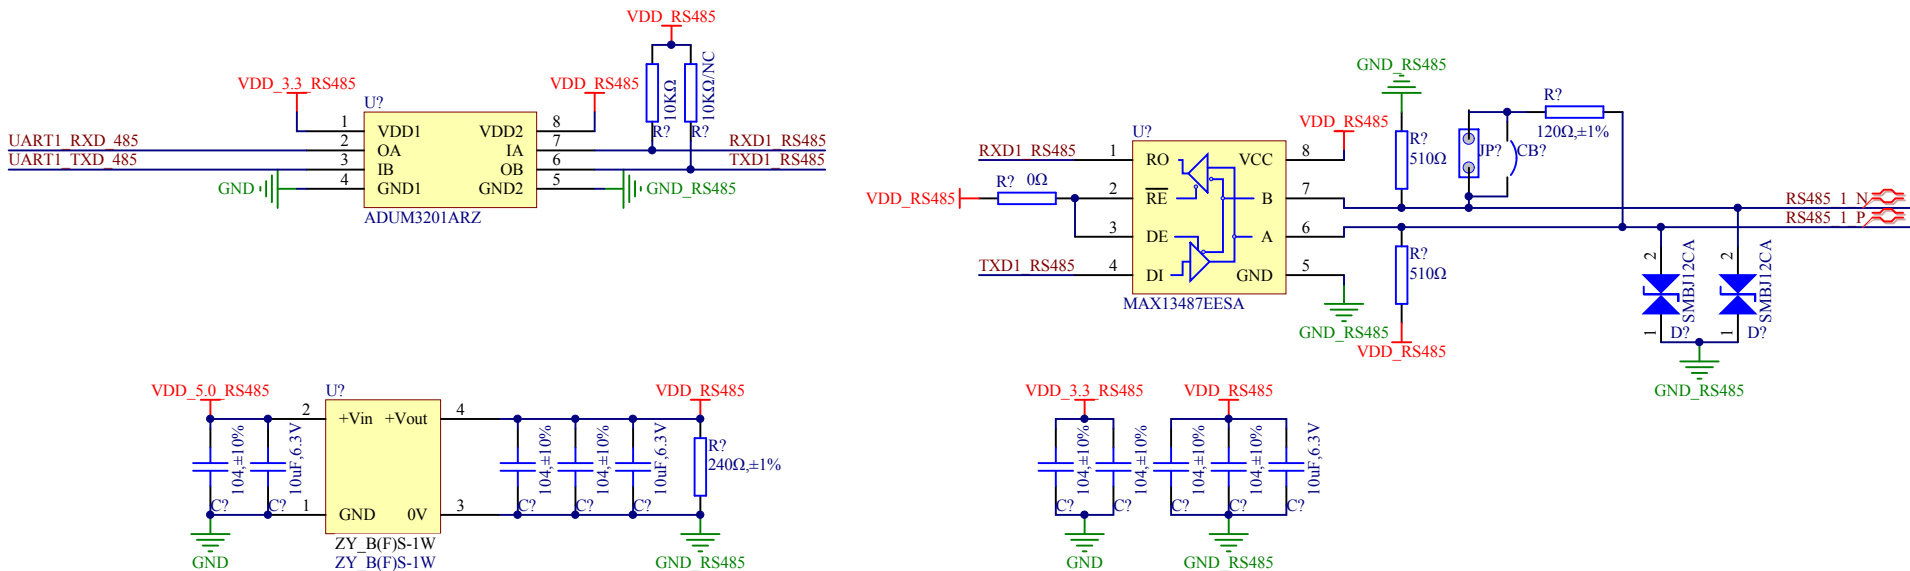 VDD_RS485
VDD_3.3_RS485
VDD_RS485
10KΩ
10KΩ/NC
U?
R?
R?
1
VDD1
VDD2
8
UART1_RXD_485
2
OA
IA
7
RXD1_RS485
UART1_TXD_485
3
IB
OB
6
TXD1_RS485
GND
4
GND1
GND2
5
GND_RS485
ADUM3201ARZ
GND_RS485
VDD_RS485
U?
R?
510Ω
JP?
CB?
R?
120Ω,±1%
RXD1_RS485
1
RO
VCC
8
VDD_RS485
R?
0Ω
2
RE
B
7
RS485_1_N
3
DE
A
6
RS485_1_P
TXD1_RS485
4
DI
GND
5
MAX13487EESA
GND_RS485
R?
510Ω
VDD_RS485
2
SMBJ12CA
1
D?
2
SMBJ12CA
1
D?
GND_RS485
VDD_5.0_RS485
U?
VDD_RS485
2
+Vin
+Vout
4
104,±10%
C?
10uF,6.3V
C?
1
GND
0V
3
104,±10%
C?
104,±10%
C?
10uF,6.3V
C?
R?
240Ω,±1%
GND
ZY_B(F)S-1W
ZY_B(F)S-1W
GND_RS485
VDD_3.3_RS485
VDD_RS485
104,±10%
C?
104,±10%
C?
104,±10%
C?
104,±10%
C?
10uF,6.3V
C?
GND
GND_RS485